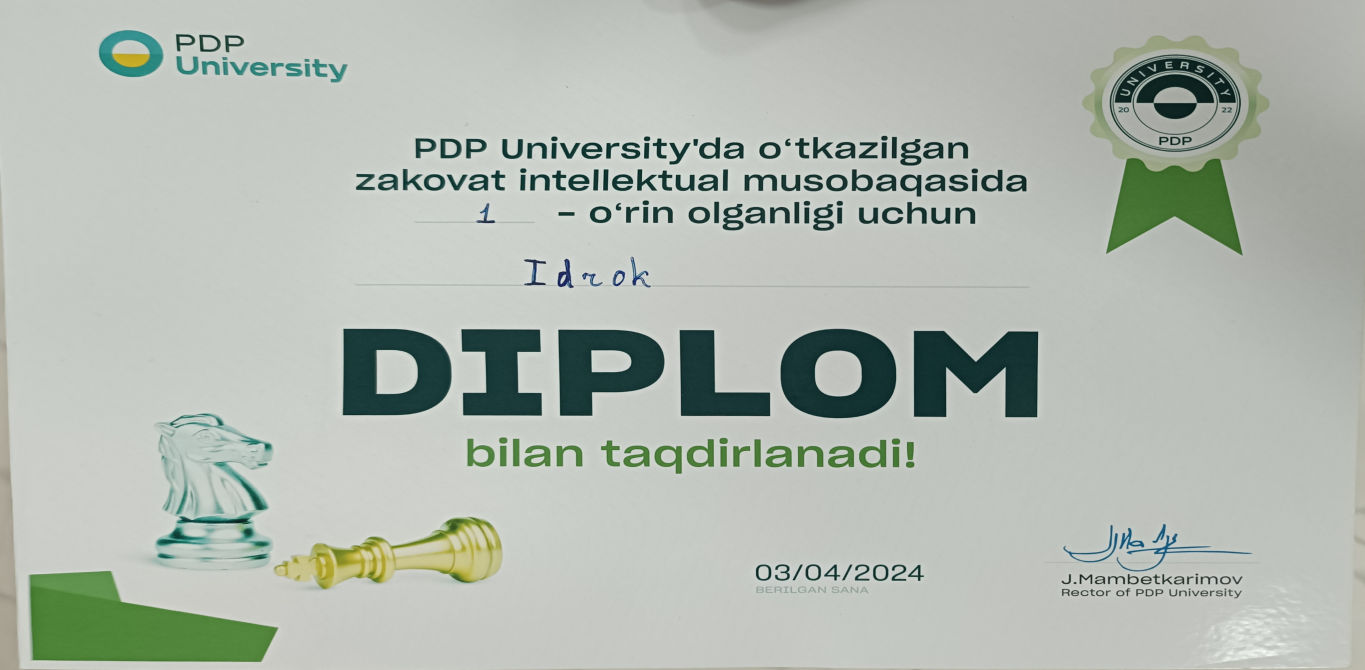 PDP
University
UNIVERSITY
20 22
PDP
PDP University'da o‘tkazilgan
zakovat intellektual musobaqasida
1 - o‘rin olganligi uchun
Idrok
DIPLOM
bilan taqdirlanadi!
03/04/2024
BERILGAN SANA
J.Mambetkarimov
Rector of PDP University